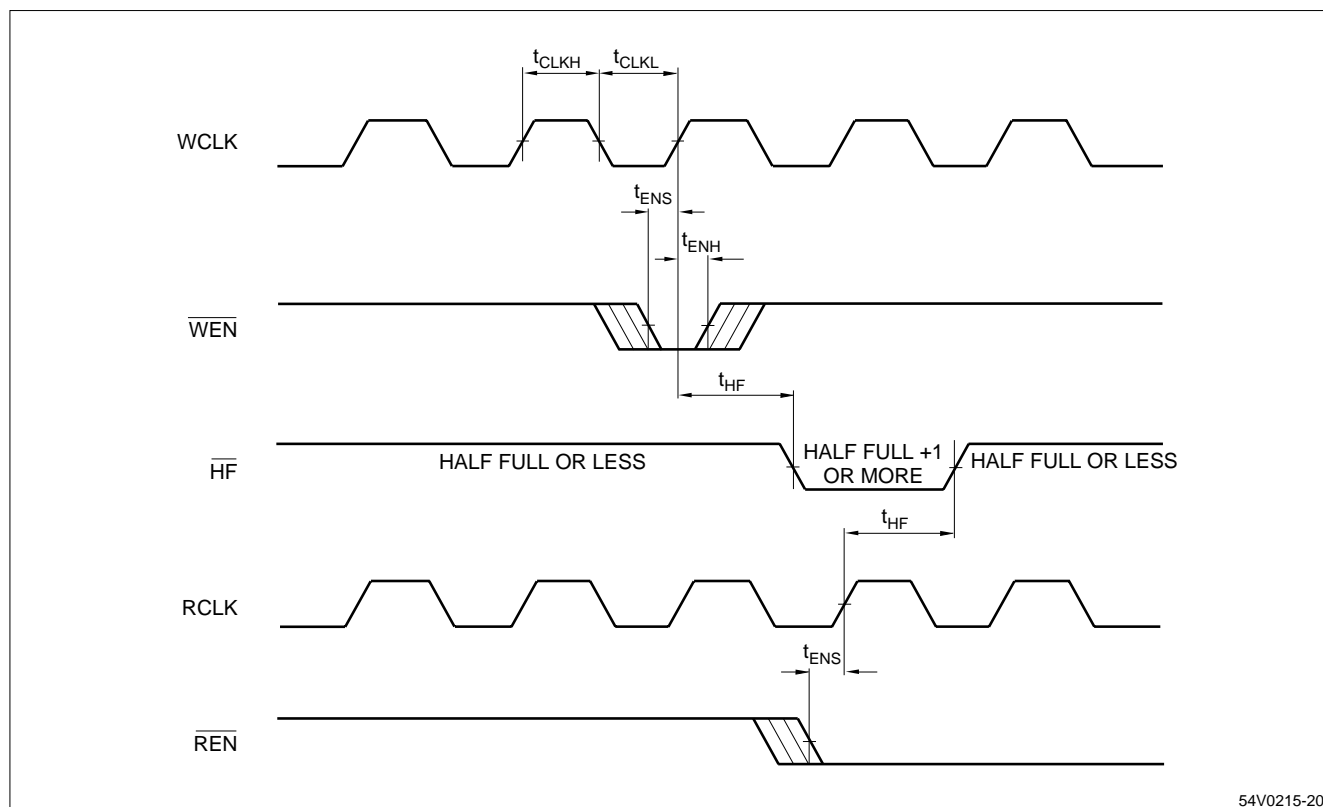 tCLKH tCLKL
WCLK
tENS
tENH
WEN
tHF
HF
HALF FULL OR LESS
HALF FULL +1
OR MORE
HALF FULL OR LESS
tHF
RCLK
tENS
REN
54V0215-20